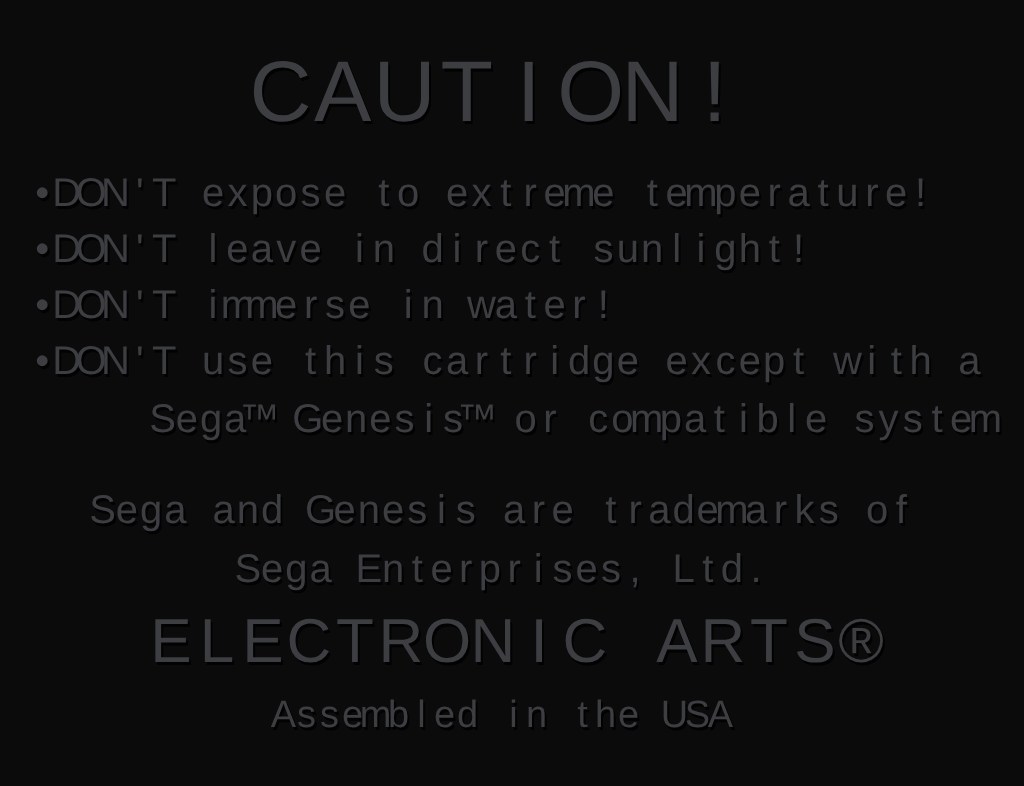 CAUTION!
•DON'T expose to extreme temperature!
•DON'T leave in direct sunlight!
•DON'T immerse in water!
•DON'T use this cartridge except with a
Sega™ Genesis™ or compatible system
Sega and Genesis are trademarks of
Sega Enterprises, Ltd.
ELECTRONIC ARTS®
Assembled in the USA